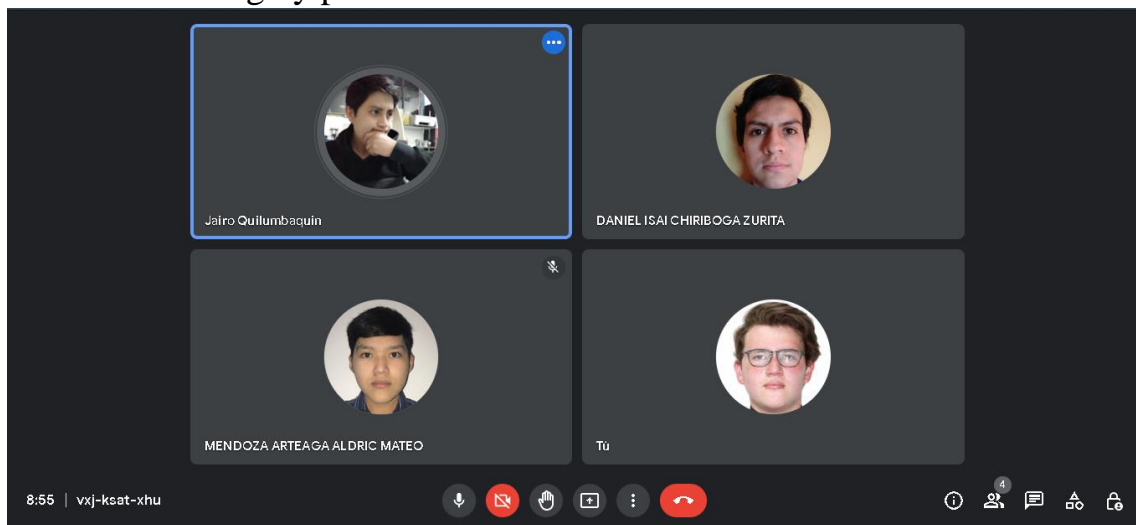 Jairo Quilumbaquin
DANIEL ISAI CHIRIBOGA ZURITA
MENDOZA ARTEAGA ALDRIC MATEO
Tú
8:55 | vxj-ksat-xhu
4